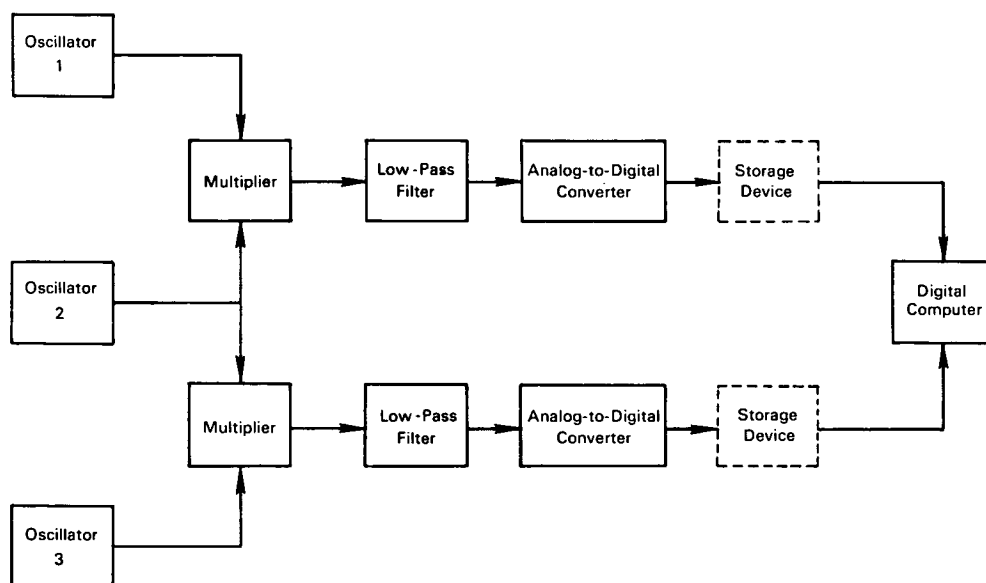 Oscillator
1
Multiplier
Low-Pass
Filter
Analog-to-Digital
Converter
Storage
Device
Oscillator
2
Digital
Computer
Multiplier
Low-Pass
Filter
Analog-to-Digital
Converter
Storage
Device
Oscillator
3